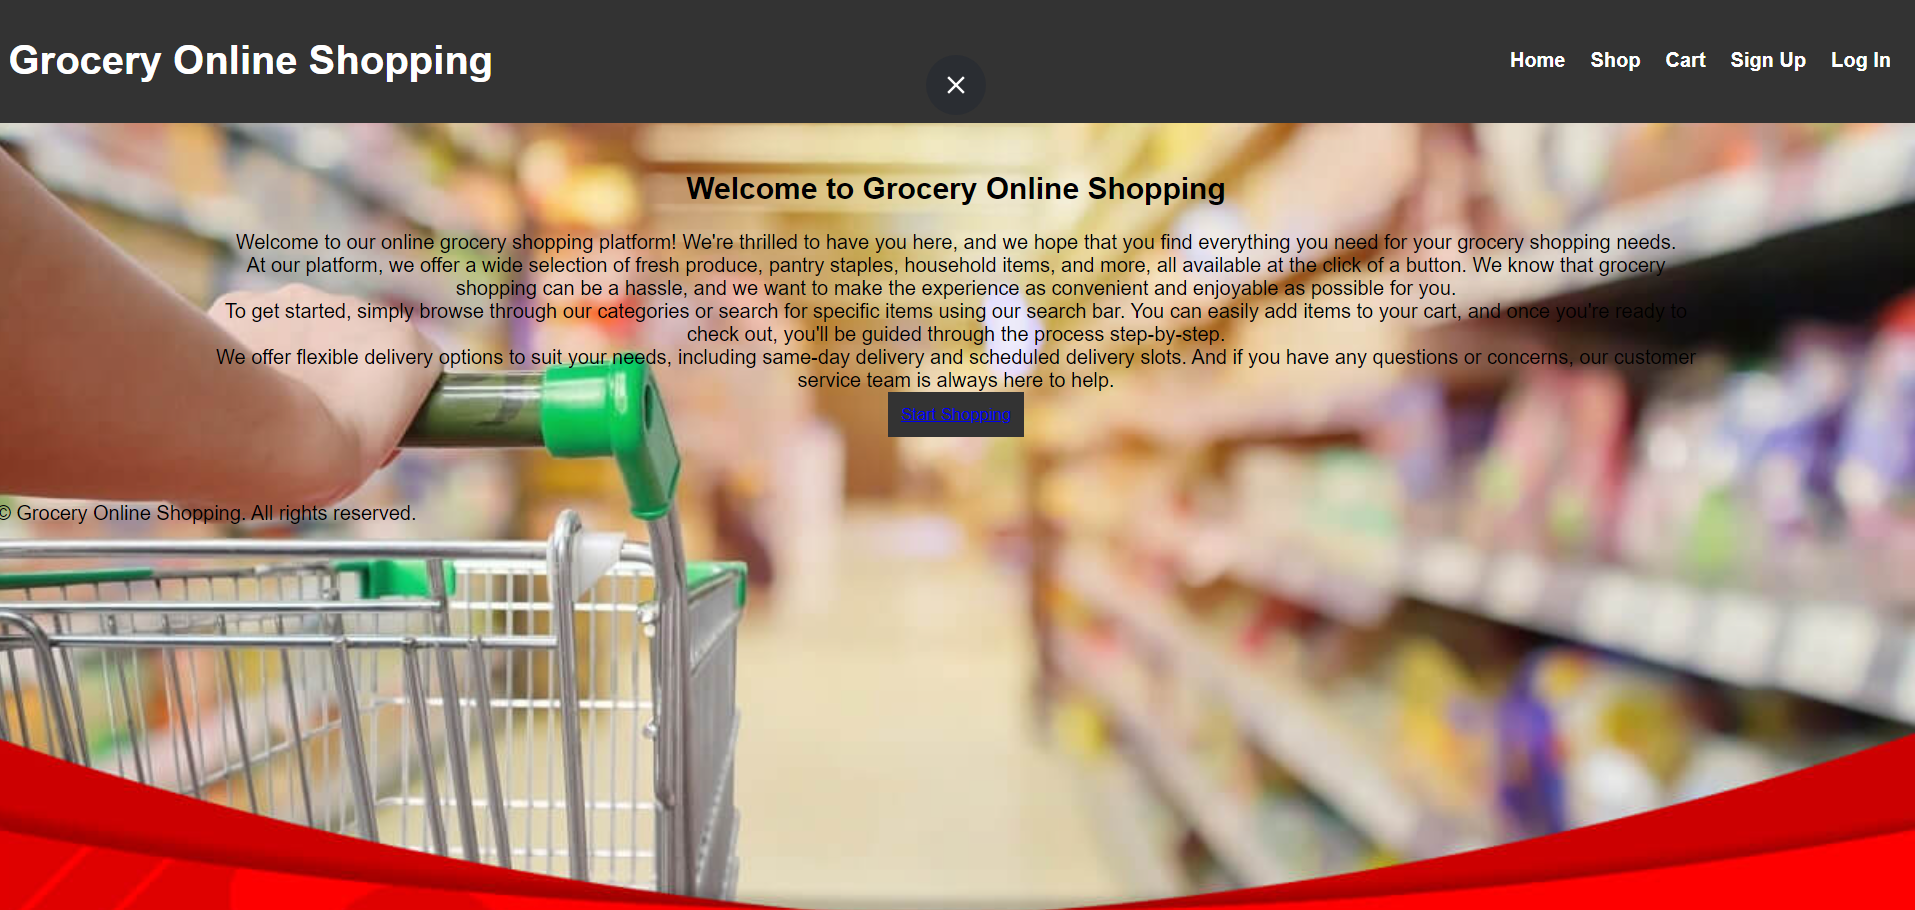 Grocery Online Shopping
Home Shop Cart Sign Up Log In
Welcome to Grocery Online Shopping
Welcome to our online grocery shopping platform! We're thrilled to have you here, and we hope that you find everything you need for your grocery shopping needs.
At our platform, we offer a wide selection of fresh produce, pantry staples, household items, and more, all available at the click of a button. We know that grocery
shopping can be a hassle, and we want to make the experience as convenient and enjoyable as possible for you.
To get started, simply browse through our categories or search for specific items using our search bar. You can easily add items to your cart, and once you're ready to
check out, you'll be guided through the process step-by-step.
We offer flexible delivery options to suit your needs, including same-day delivery and scheduled delivery slots. And if you have any questions or concerns, our customer
service team is always here to help.
Start Shopping
© Grocery Online Shopping. All rights reserved.